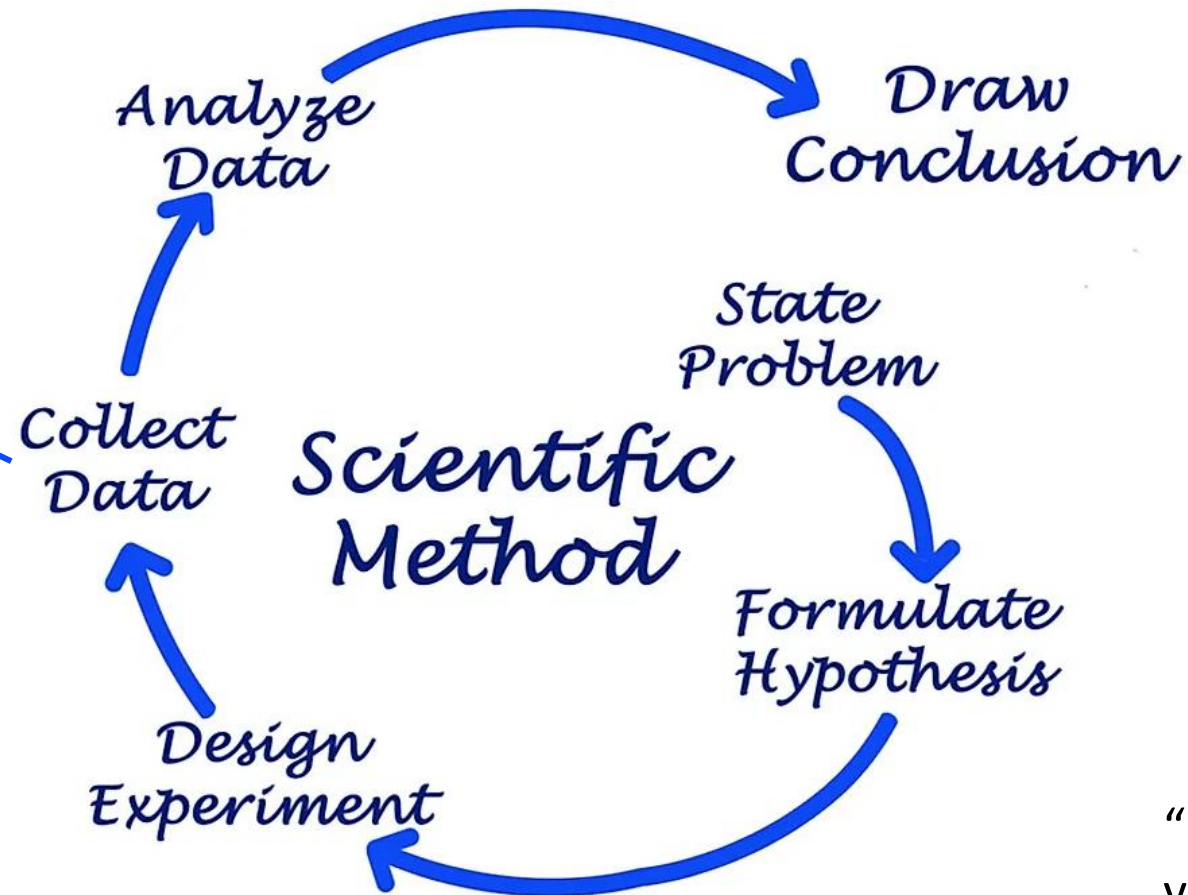 Scientific
Method
State
Problem
Formulate
Hypothesis
Design
Experiment
Collect
Data
Analyze
Data
Draw
Conclusion
“